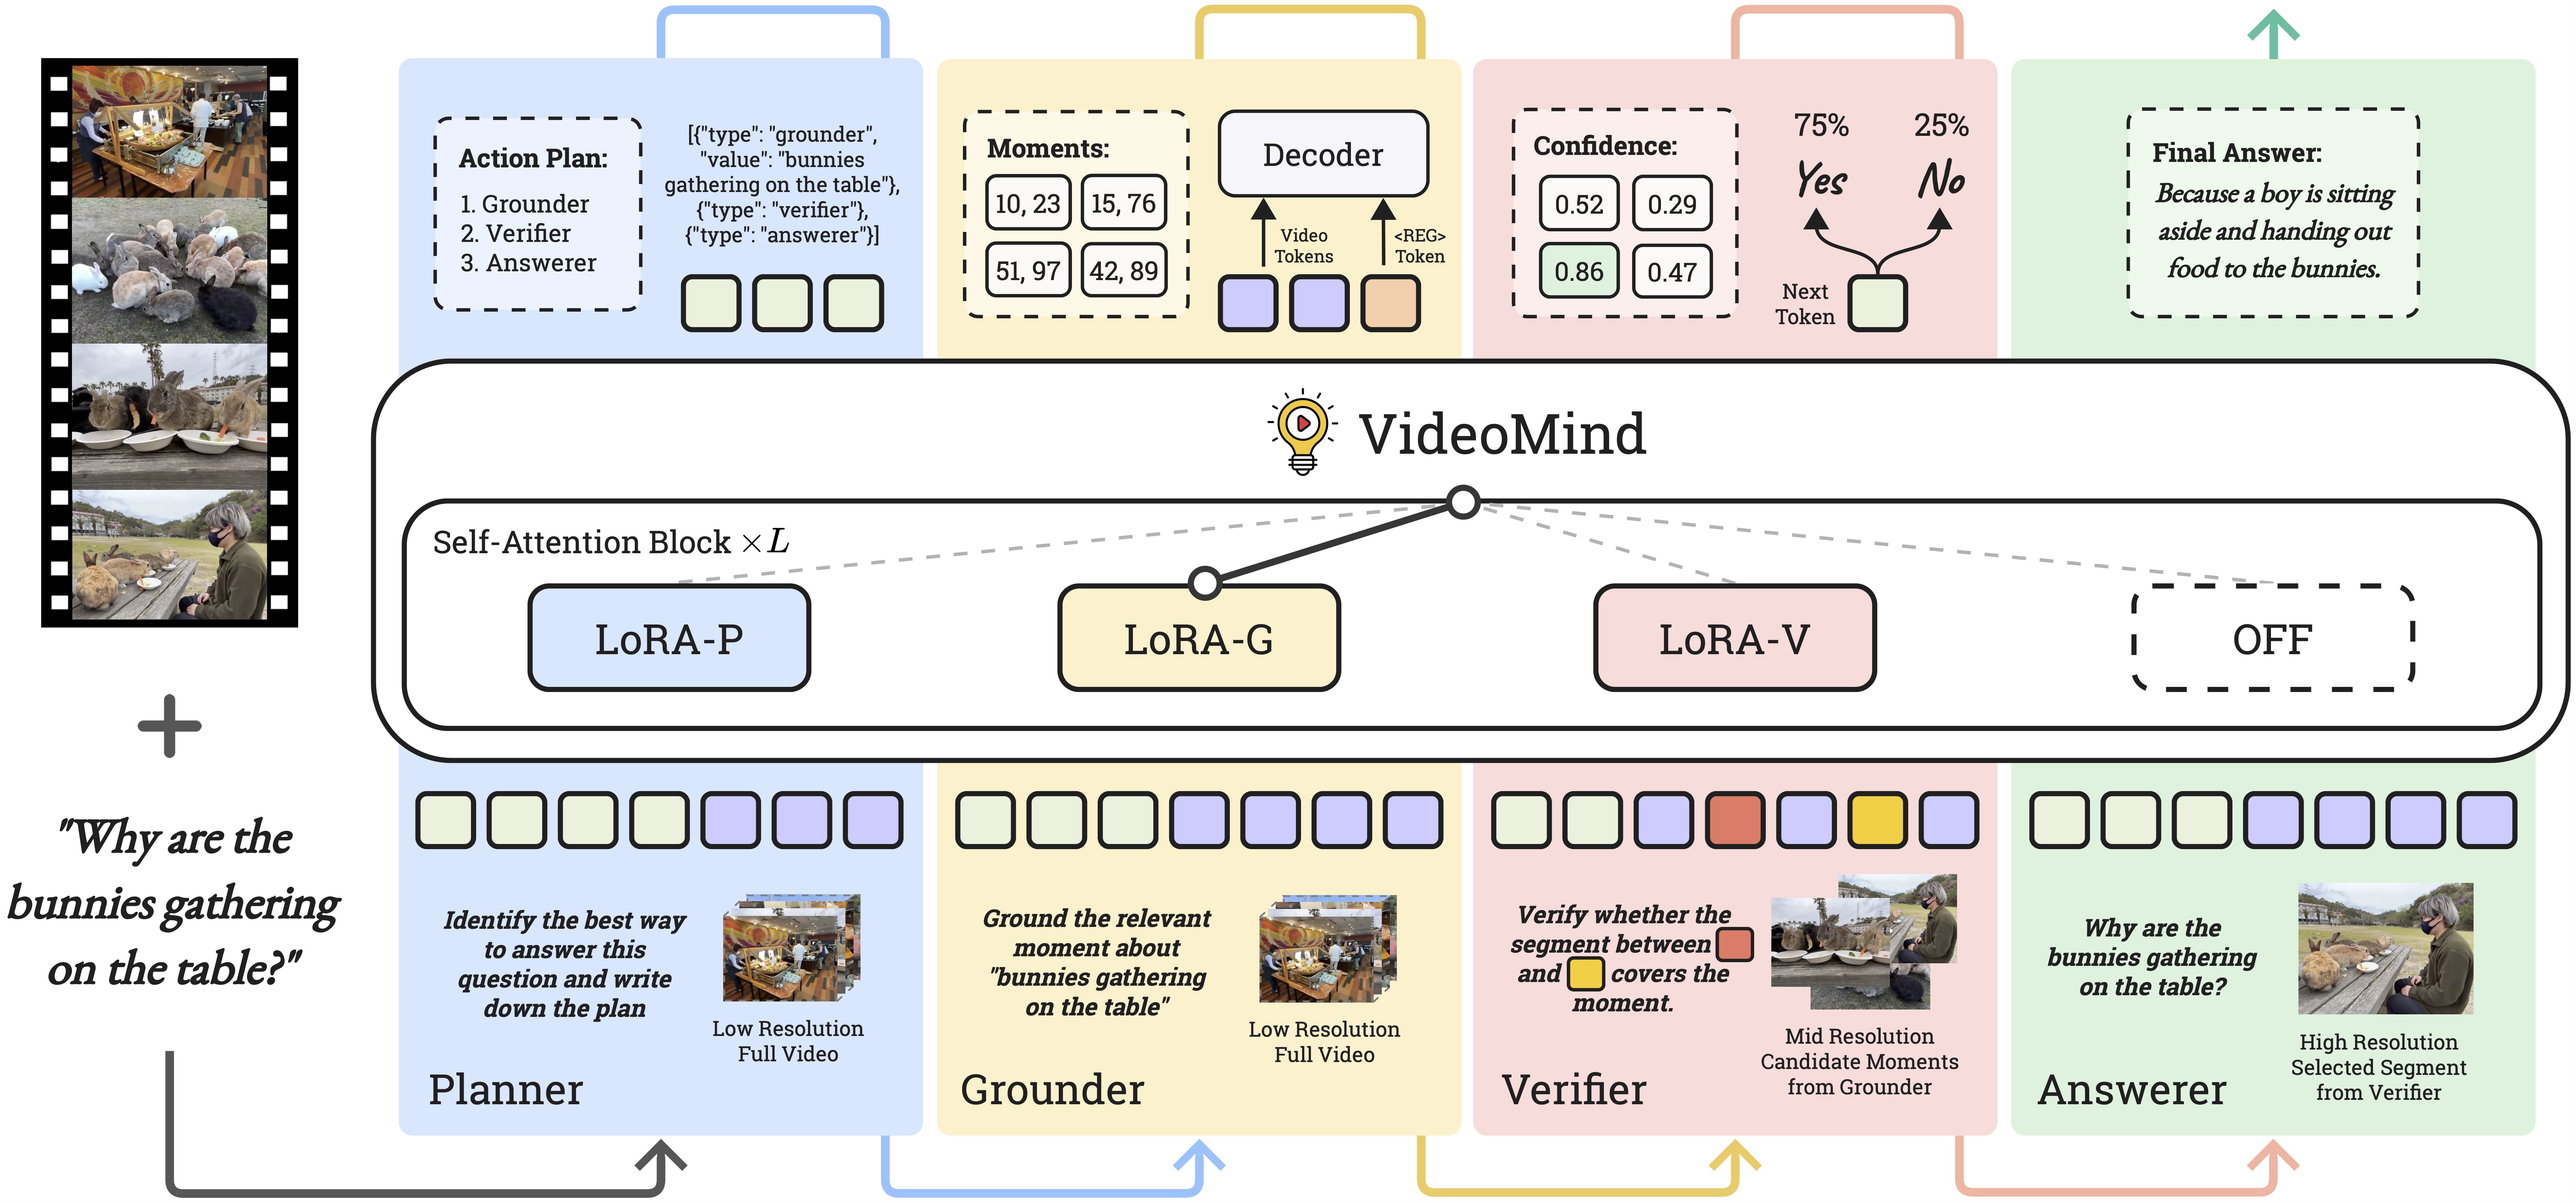 "Why are the
bunnies gathering
on the table?"
Action Plan:
1. Grounder
2. Verifier
3. Answerer
[{"type": "grounder",
"value": "bunnies
gathering on the table"},
{"type": "verifier"},
{"type": "answerer"}]
Moments:
10, 23
15, 76
51, 97
42, 89
Decoder
Video
Tokens
<REG>
Token
Confidence:
0.52
0.29
0.86
0.47
75%
25%
Yes
No
Next
Token
Final Answer:
Because a boy is sitting
aside and handing out
food to the bunnies.
VideoMind
Self-Attention Block ×L
LoRA-P
LoRA-G
LoRA-V
OFF
Identify the best way
to answer this
question and write
down the plan
Low Resolution
Full Video
Planner
Ground the relevant
moment about
"bunnies gathering
on the table"
Low Resolution
Full Video
Grounder
Verify whether the
segment between
and covers the
moment.
Mid Resolution
Candidate Moments
from Grounder
Verifier
Why are the
bunnies gathering
on the table?
High Resolution
Selected Segment
from Verifier
Answerer